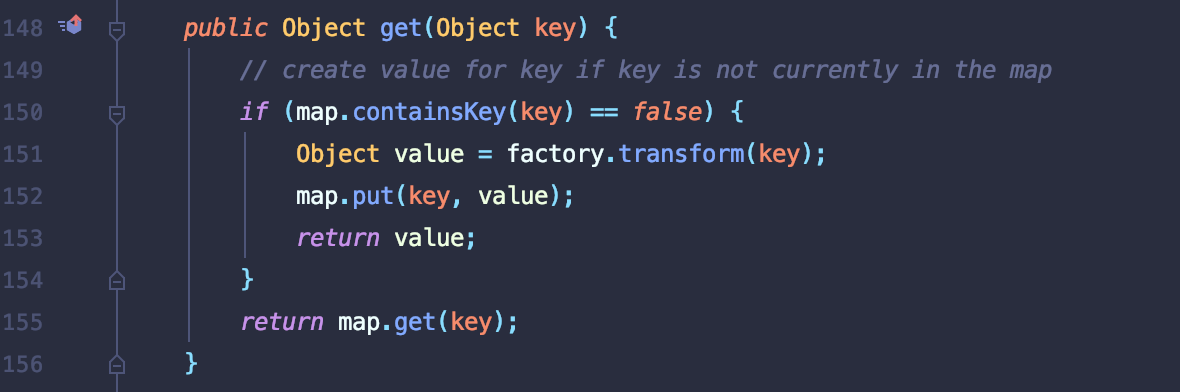 148 public Object get(Object key) {
149 // create value for key if key is not currently in the map
150 if (map.containsKey(key) == false) {
151 Object value = factory.transform(key);
152 map.put(key, value);
153 return value;
154 }
155 return map.get(key);
156 }